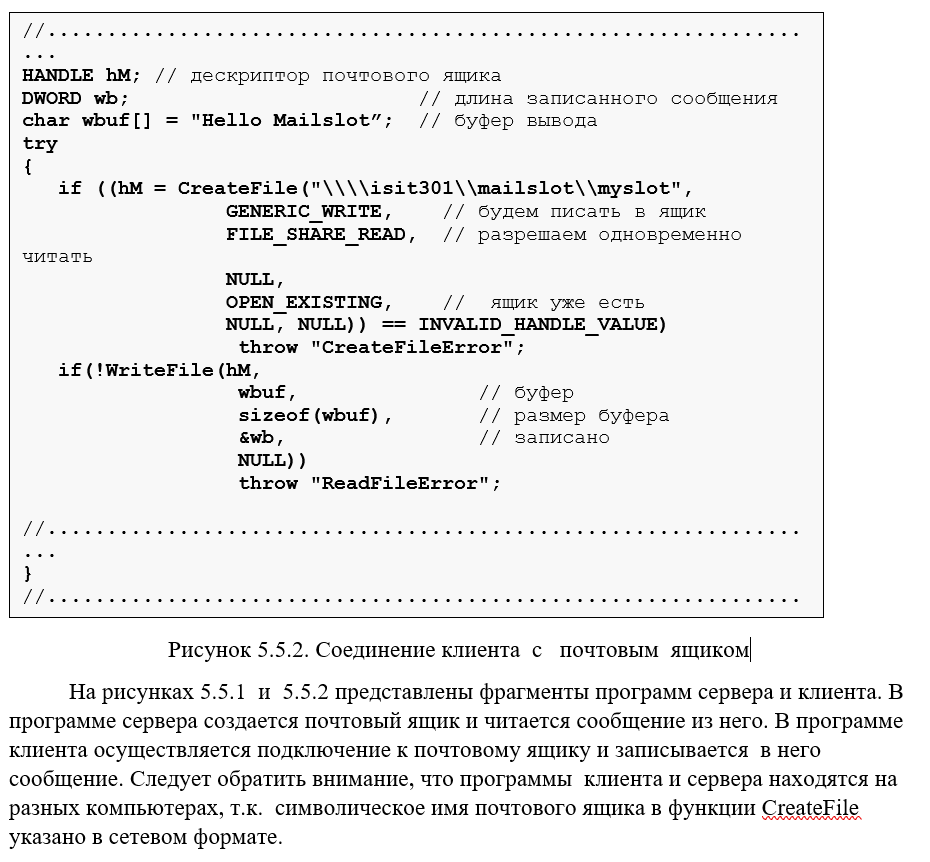 //...............................................................
...
HANDLE hM; // дескриптор почтового ящика
DWORD wb;                        // длина записанного сообщения
char wbuf[] = "Hello Mailslot”;  // буфер вывода
try
{
   if ((hM = CreateFile("\\\\isit301\\mailslot\\myslot",
                 GENERIC_WRITE,    // будем писать в ящик
                 FILE_SHARE_READ,  // разрешаем одновременно
читать
                 NULL,
                 OPEN_EXISTING,    //  ящик уже есть
                 NULL, NULL)) == INVALID_HANDLE_VALUE)
                  throw "CreateFileError";
   if(!WriteFile(hM,
                  wbuf,               // буфер
                  sizeof(wbuf),       // размер буфера
                  &wb,                // записано
                  NULL))
                  throw "ReadFileError";
//...............................................................
...
}
//...............................................................
Рисунок 5.5.2. Соединение клиента  с   почтовым  ящиком
На рисунках 5.5.1  и  5.5.2 представлены фрагменты программ сервера и клиента. В
программе сервера создается почтовый ящик и читается сообщение из него. В программе
клиента осуществляется подключение к почтовому ящику и записывается  в него
сообщение. Следует обратить внимание, что программы  клиента и сервера находятся на
разных компьютерах, т.к.  символическое имя почтового ящика в функции CreateFile
указано в сетевом формате.